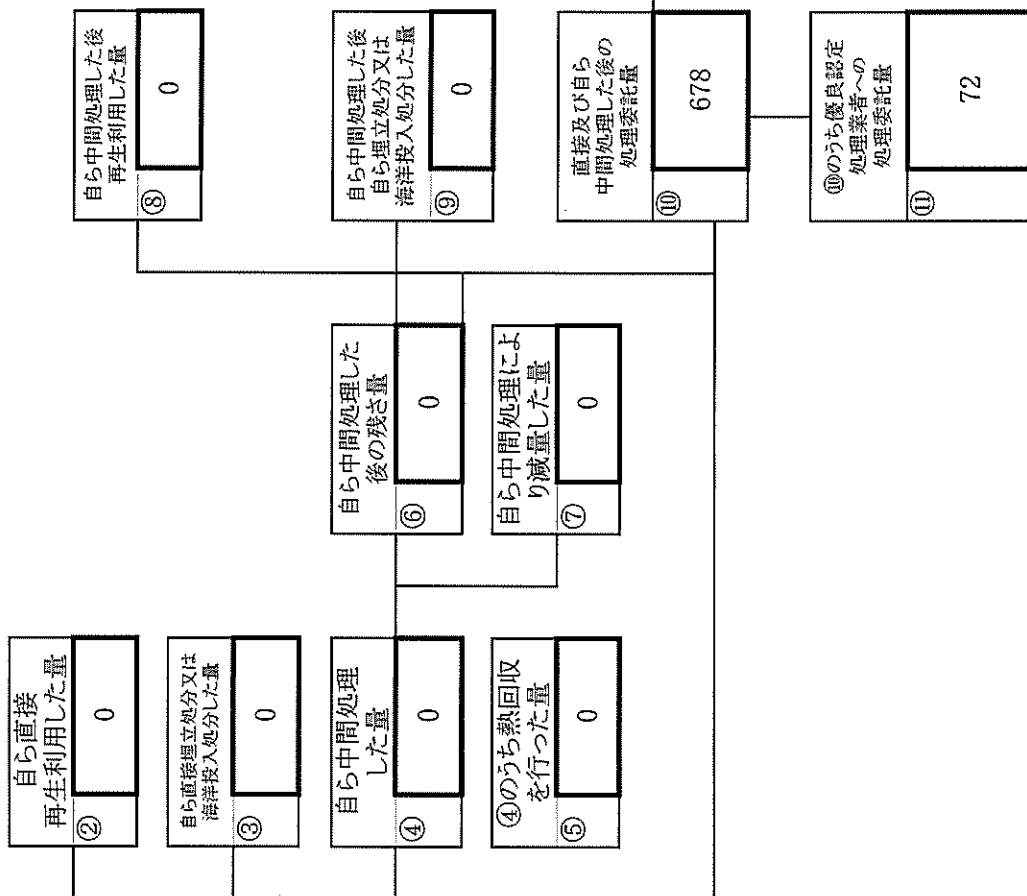 自ら直接
再生利用した量
②
0
自ら直接埋立処分又は
海洋投入処分した量
③
0
自ら中間処理
した量
④
0
④のうち熱回収
を行った量
⑤
0
自ら中間処理した
後の残さ量
⑥
0
自ら中間処理によ
り減量した量
⑦
0
自ら中間処理した後
再生利用した量
⑧
0
自ら中間処理した後
自ら埋立処分又は
海洋投入処分した量
⑨
0
直接及び自ら
中間処理した後の
処理委託量
⑩
678
⑩のうち優良認定
処理業者への
処理委託量
⑪
72